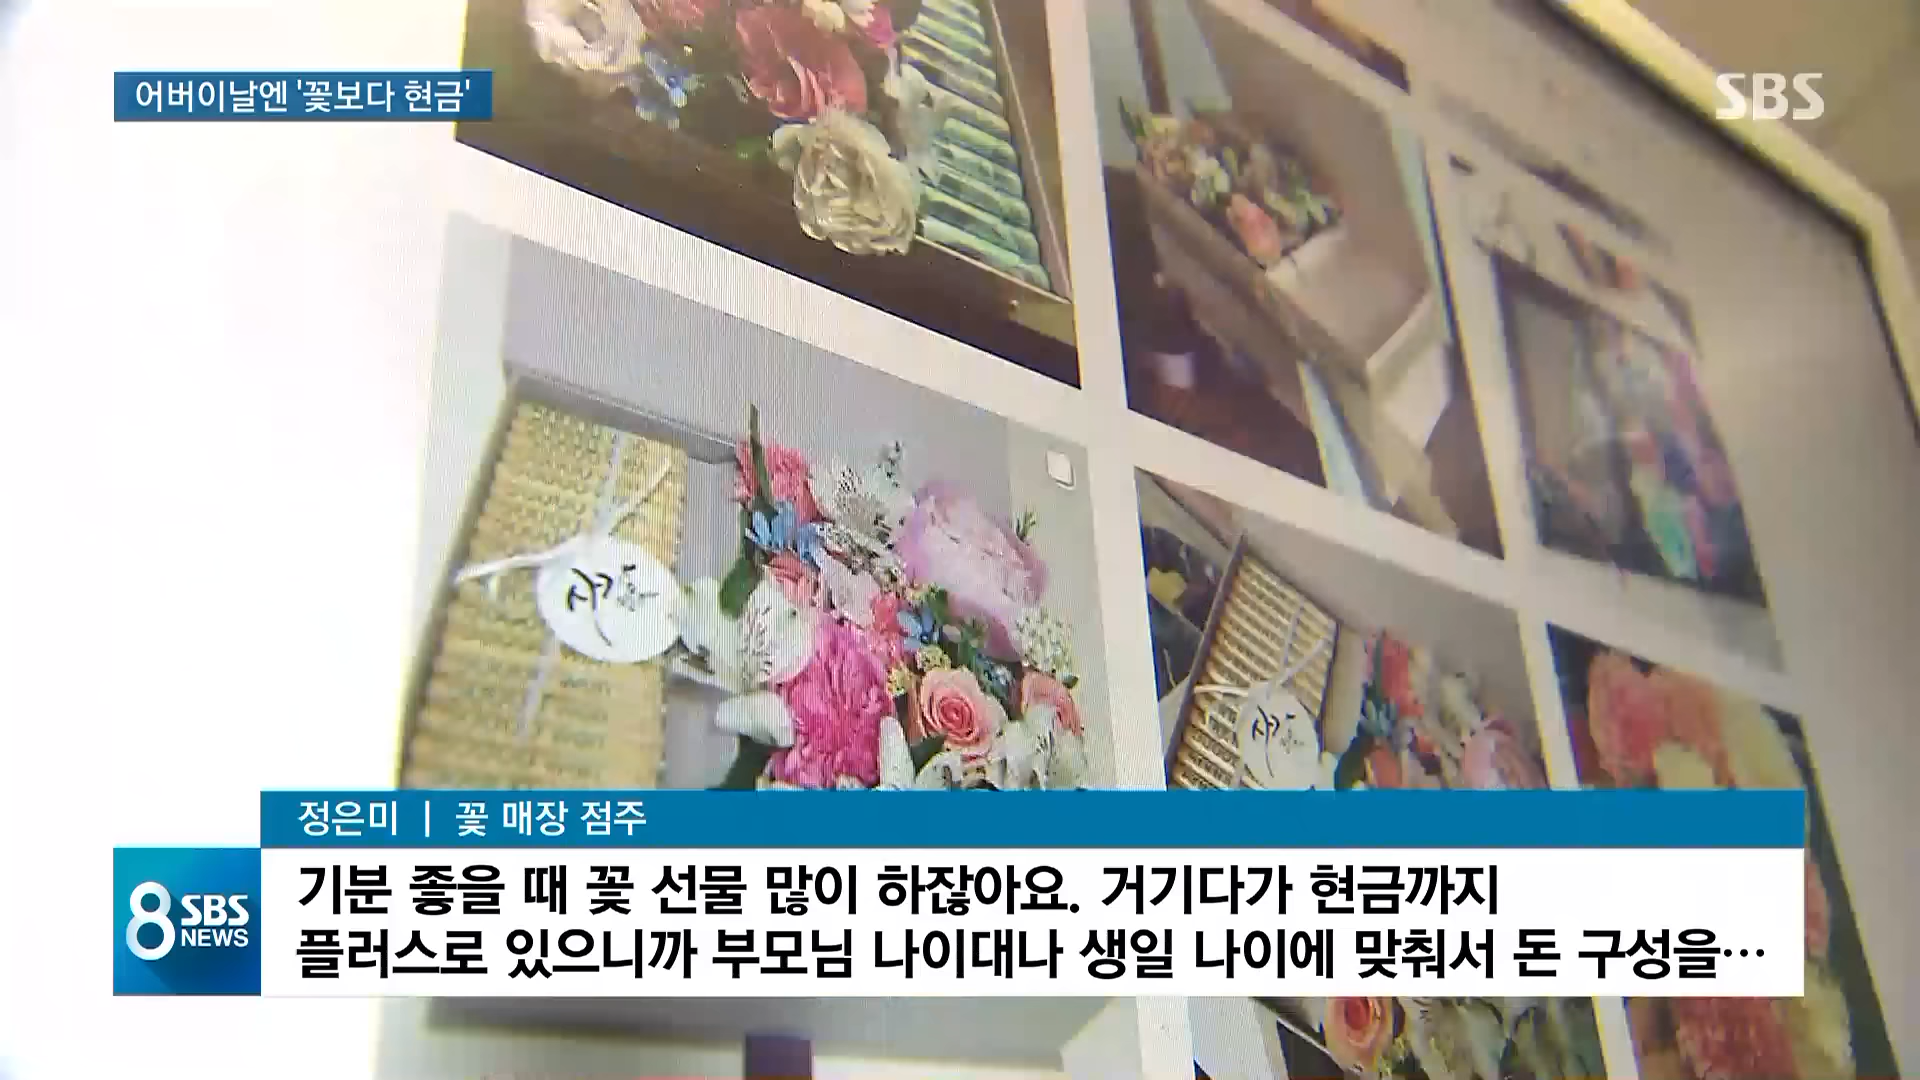 어버이날엔 '꽃보다 현금'
SBS
정은미 | 꽃 매장 점주
8 SBS NEWS
기분 좋을 때 꽃 선물 많이 하잖아요. 거기다가 현금까지
플러스로 있으니까 부모님 나이대나 생일 나이에 맞춰서 돈 구성을…